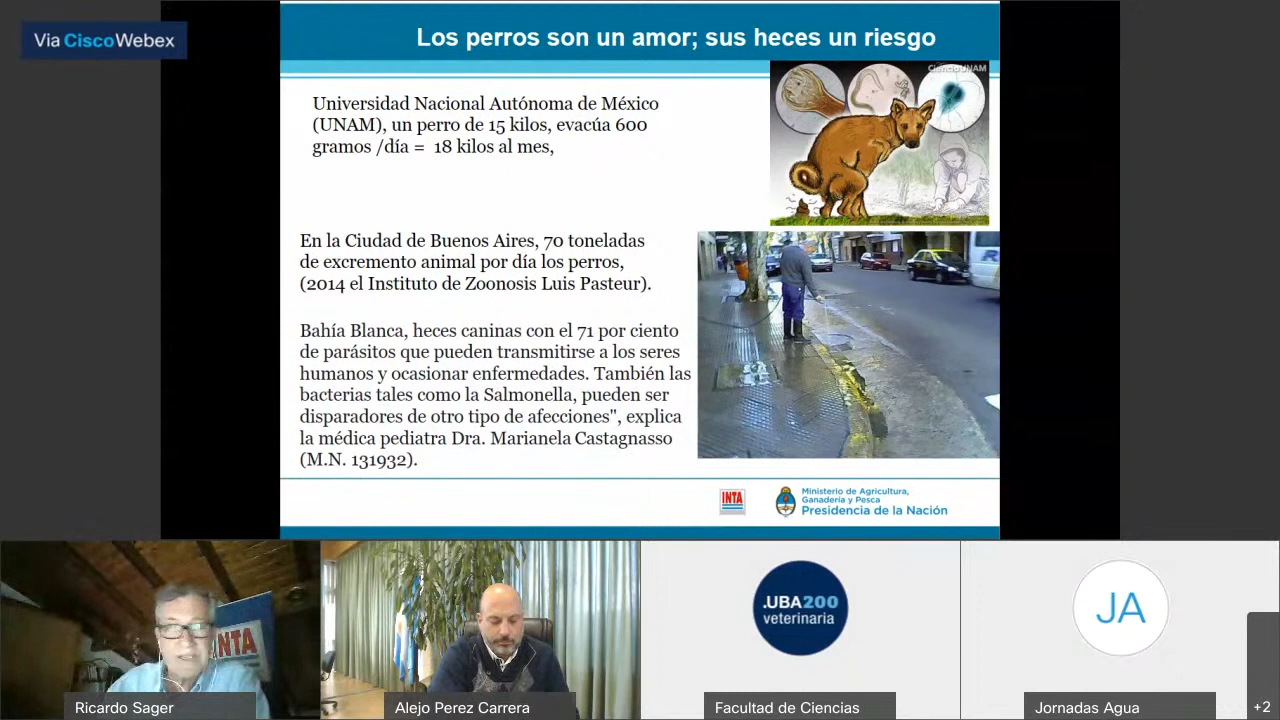 Via Cisco Webex
Los perros son un amor; sus heces un riesgo
CienciaUNAM
Universidad Nacional Autónoma de México
(UNAM), un perro de 15 kilos, evacúa 600
gramos /día = 18 kilos al mes,
En la Ciudad de Buenos Aires, 70 toneladas
de excremento animal por día los perros,
(2014 el Instituto de Zoonosis Luis Pasteur).
Bahía Blanca, heces caninas con el 71 por ciento
de parásitos que pueden transmitirse a los seres
humanos y ocasionar enfermedades. También las
bacterias tales como la Salmonella, pueden ser
disparadores de otro tipo de afecciones", explica
la médica pediatra Dra. Marianela Castagnasso
(M.N. 131932).
INTA
Ministerio de Agricultura,
Ganadería y Pesca
Presidencia de la Nación
INTA
.UBA200
veterinaria
JA
Ricardo Sager
Alejo Perez Carrera
Facultad de Ciencias
Jornadas Agua
+2